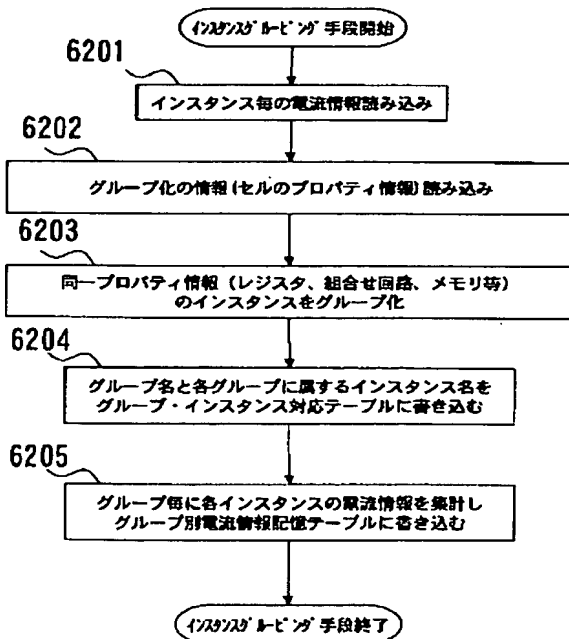 ｲﾝｽﾀﾝｽｸﾞﾙｰﾋﾟﾝｸﾞ 手段開始
6201
インスタンス毎の電流情報読み込み
6202
グループ化の情報(セルのプロパティ情報)読み込み
6203
同一プロパティ情報（レジスタ、組合せ回路、メモリ等）
のインスタンスをグループ化
6204
グループ名と各グループに属するインスタンス名を
グループ・インスタンス対応テーブルに書き込む
6205
グループ毎に各インスタンスの電流情報を集計し
グループ別電流情報記憶テーブルに書き込む
ｲﾝｽﾀﾝｽｸﾞﾙｰﾋﾟﾝｸﾞ 手段終了